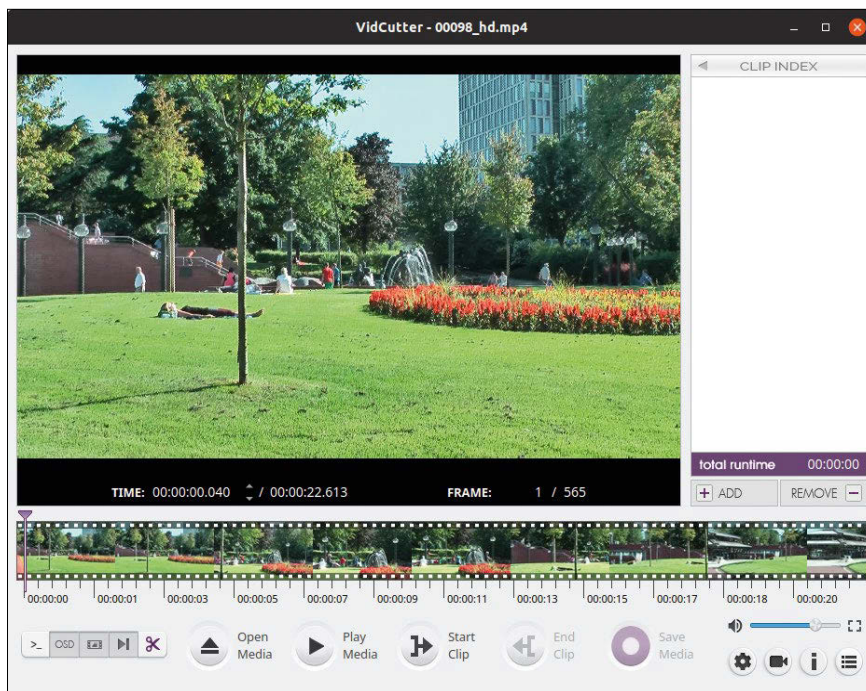 VidCutter - 00098_hd.mp4
CLIP INDEX
TIME: 00:00:00.040 / 00:00:22.613 FRAME: 1 / 565
total runtime 00:00:00
ADD REMOVE
00:00:00 00:00:01 00:00:03 00:00:05 00:00:07 00:00:09 00:00:11 00:00:13 00:00:15 00:00:17 00:00:18 00:00:20
>_ OSD
Open
Media
Play
Media
Start
Clip
End
Clip
Save
Media